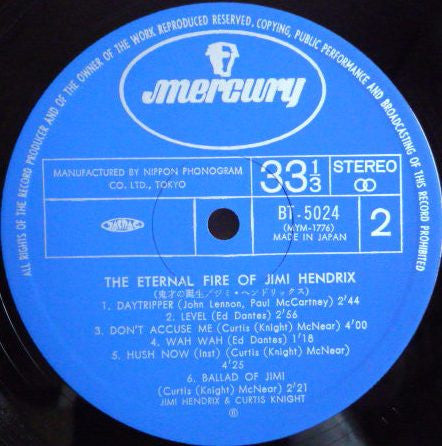 ALL RIGHTS OF THE RECORD PRODUCER AND OF THE OWNER OF THE WORK REPRODUCED RESERVED, COPYING, PUBLIC PERFORMANCE AND BROADCASTING OF THIS RECORD PROHIBITED
mercury
MANUFACTURED BY NIPPON PHONOGRAM
CO. LTD., TOKYO
33 1/3
STEREO
BT-5024
(MYM-1776)
MADE IN JAPAN
2
JASRAC
THE ETERNAL FIRE OF JIMI HENDRIX
(鬼才の誕生/ジミ・ヘンドリックス)
1. DAYTRIPPER (John Lennon, Paul McCartney) 2'44
2. LEVEL (Ed Dantes) 2'56
3. DON'T ACCUSE ME (Curtis (Knight) McNear) 4'00
4. WAH WAH (Ed Dantes) 1'18
5. HUSH NOW (Inst) (Curtis (Knight) McNear)
4'25
6. BALLAD OF JIMI
(Curtis (Knight) McNear) 2'21
JIMI HENDRIX & CURTIS KNIGHT
Ⓡ